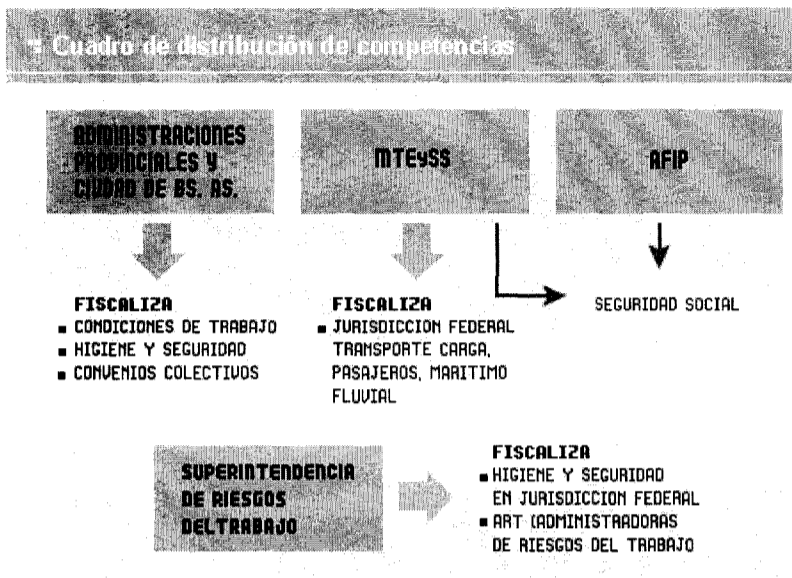 Cuadro de distribución de competencias
ADMINISTRACIONES
PROVINCIALES Y
CIUDAD DE BS. AS.
MTEySS
AFIP
FISCALIZA
▪ CONDICIONES DE TRABAJO
▪ HIGIENE Y SEGURIDAD
▪ CONVENIOS COLECTIVOS
FISCALIZA
▪ JURISDICCION FEDERAL
TRANSPORTE CARGA,
PASAJEROS, MARITIMO
FLUVIAL
SEGURIDAD SOCIAL
SUPERINTENDENCIA
DE RIESGOS
DELTRABAJO
FISCALIZA
▪ HIGIENE Y SEGURIDAD
EN JURISDICCION FEDERAL
▪ ART (ADMINISTRADORAS
DE RIESGOS DEL TRABAJO